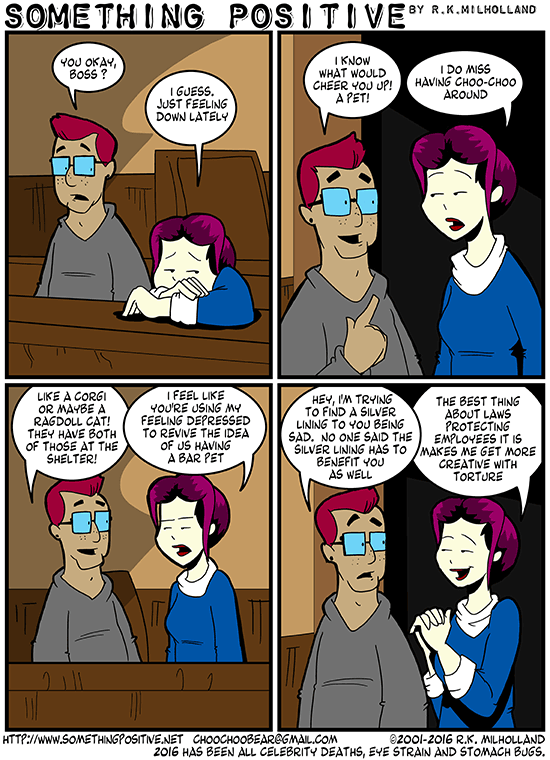 SOMETHING POSITIVE BY R.K.MILHOLLAND
YOU OKAY,
BOSS ?
I GUESS.
JUST FEELING
DOWN LATELY
I KNOW
WHAT WOULD
CHEER YOU UP!
A PET!
I DO MISS
HAVING CHOO-CHOO
AROUND
LIKE A CORGI
OR MAYBE A
RAGDOLL CAT!
THEY HAVE BOTH
OF THOSE AT THE
SHELTER!
I FEEL LIKE
YOU'RE USING MY
FEELING DEPRESSED
TO REVIVE THE IDEA
OF US HAVING
A BAR PET
HEY, I'M TRYING
TO FIND A SILVER
LINING TO YOU BEING
SAD. NO ONE SAID THE
SILVER LINING HAS TO
BENEFIT YOU
AS WELL
THE BEST THING
ABOUT LAWS
PROTECTING
EMPLOYEES IT IS
MAKES ME GET MORE
CREATIVE WITH
TORTURE
HTTP://WWW.SOMETHINGPOSITIVE.NET CHOOCHOOBEAR@GMAIL.COM ©2001-2016 R.K. MILHOLLAND
2016 HAS BEEN ALL CELEBRITY DEATHS, EYE STRAIN AND STOMACH BUGS.